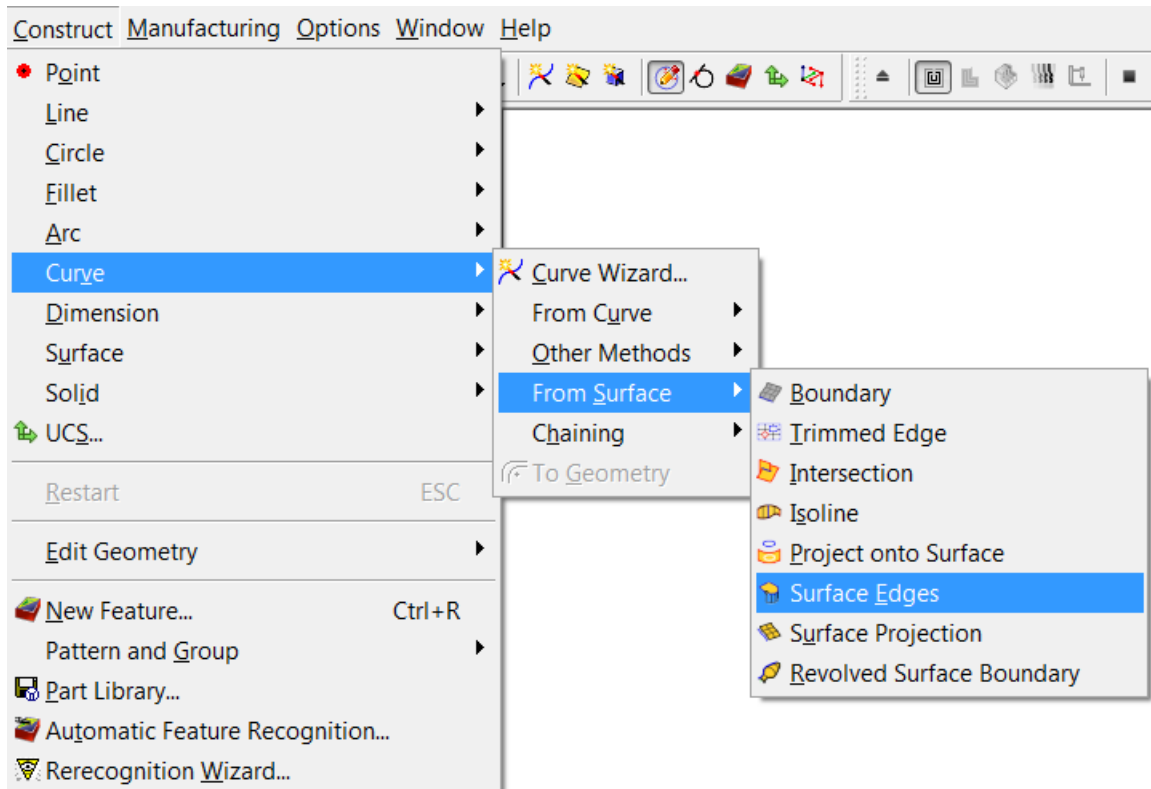 Construct Manufacturing Options Window Help
Point
Line
Circle
Fillet
Arc
Curve
Dimension
Surface
Solid
UCS...
Restart ESC
Edit Geometry
New Feature... Ctrl+R
Pattern and Group
Part Library...
Automatic Feature Recognition...
Rerecognition Wizard...
Curve Wizard...
From Curve
Other Methods
From Surface
Chaining
To Geometry
Boundary
Trimmed Edge
Intersection
Isoline
Project onto Surface
Surface Edges
Surface Projection
Revolved Surface Boundary